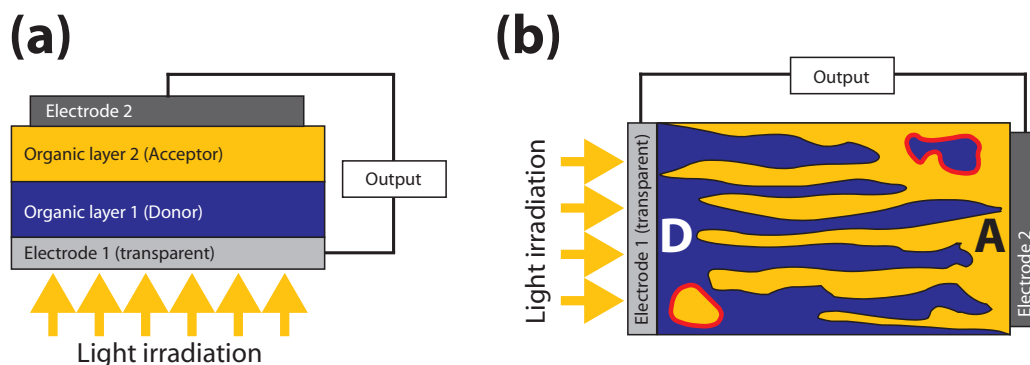 (a)
Electrode 2
Organic layer 2 (Acceptor)
Organic layer 1 (Donor)
Electrode 1 (transparent)
Output
Light irradiation
(b)
Output
Light irradiation
Electrode 1 (transparent)
D
A
Electrode 2